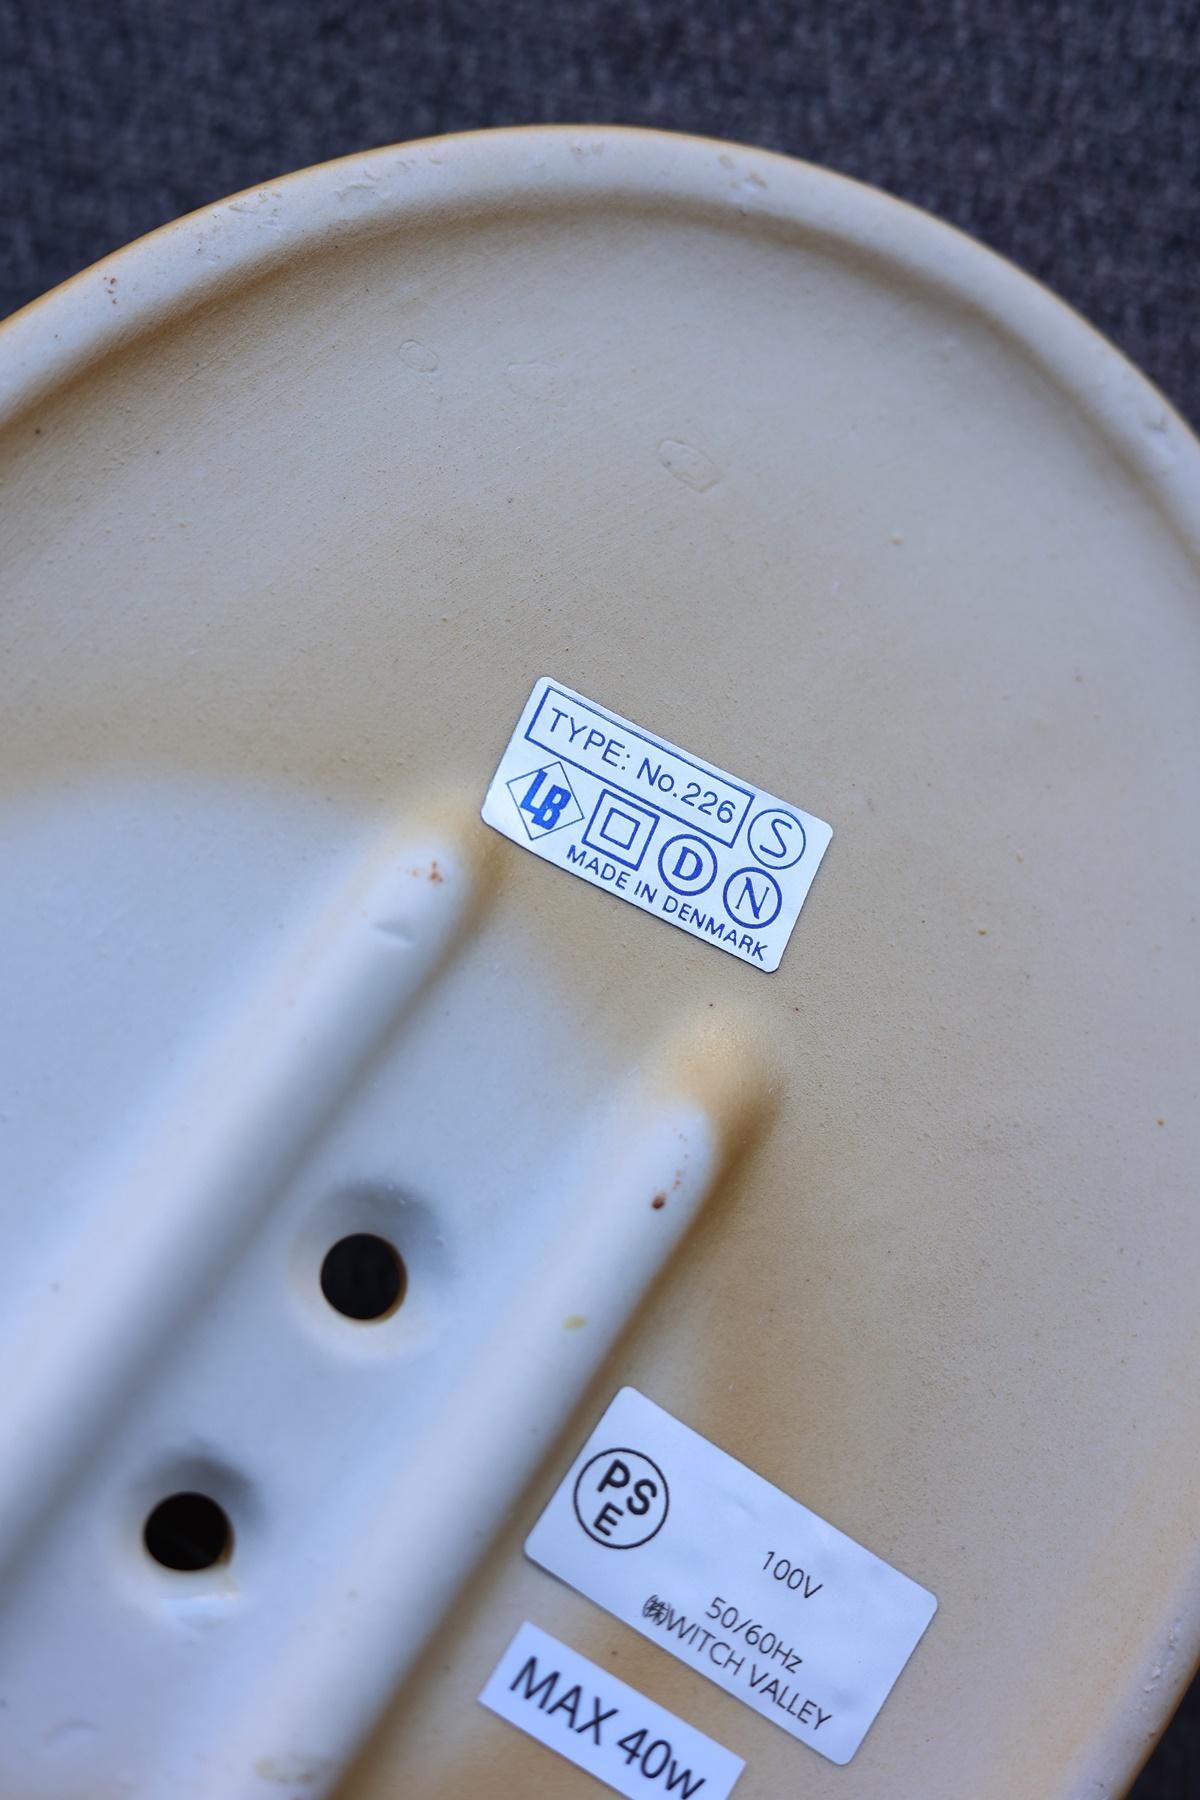 TYPE: No.226
S
LB
D
N
MADE IN DENMARK
PS
E
100V
50/60Hz
㈱WITCH VALLEY
MAX 40w